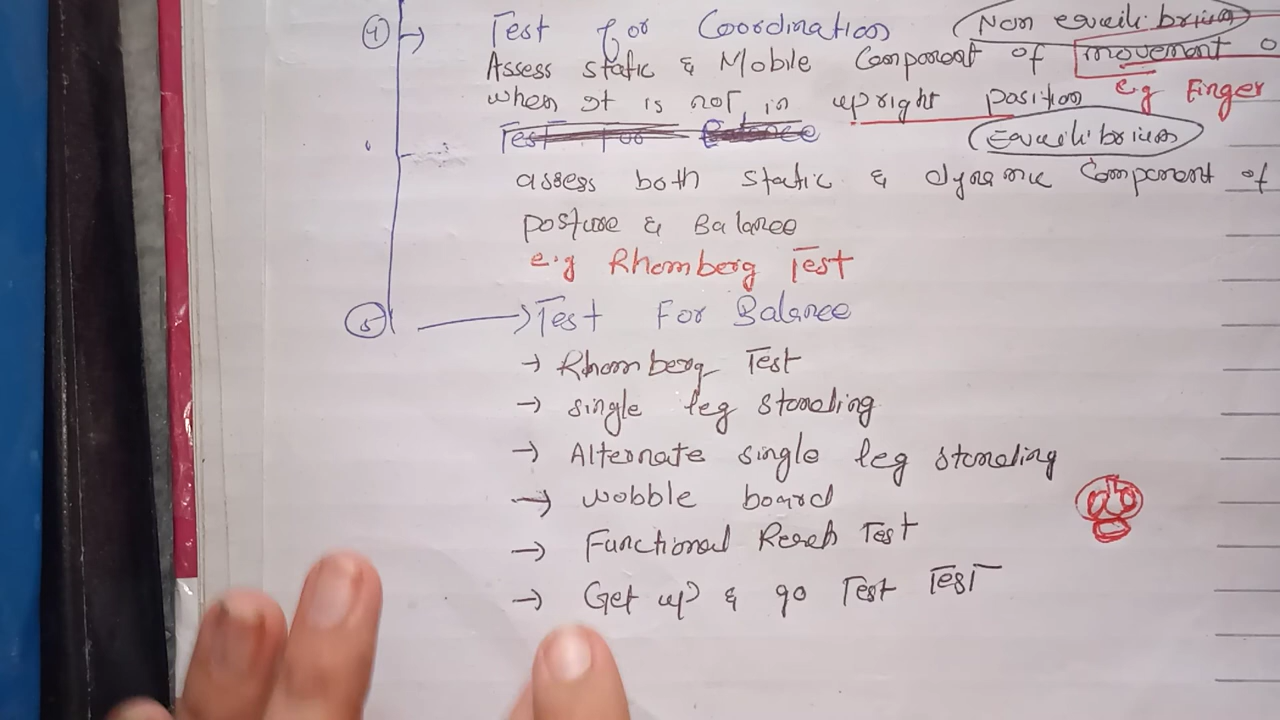 ④ → Test for Coordination (Non equilibrium)
Assess static & Mobile Component of movement o
when It is not in upright position e.g Finger
Test for Balance (Equilibrium)
assess both static & dynamic Component of
posture & Balance
e.g Rhomberg Test
⑤ → Test For Balance
→ Rhomberg Test
→ single leg standing
→ Alternate single leg standing
→ wobble board
→ Functional Reach Test
→ Get up & go Test Test